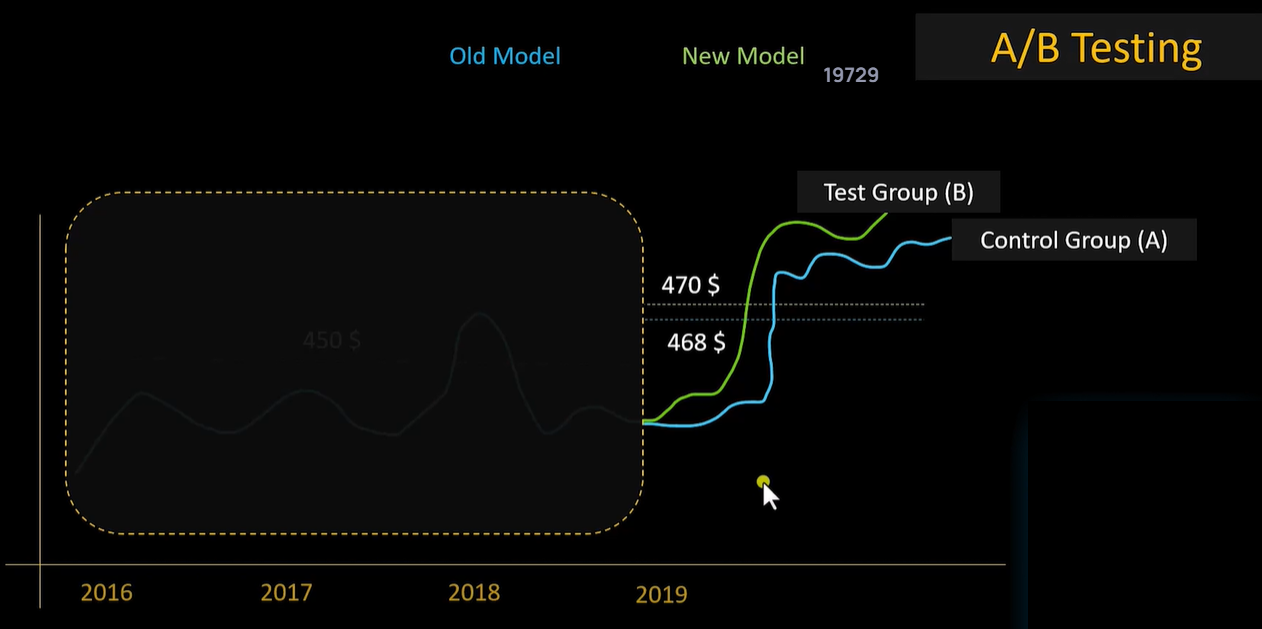 A/B Testing
Old Model
New Model
19729
Test Group (B)
Control Group (A)
470 $
468 $
450 $
2016
2017
2018
2019